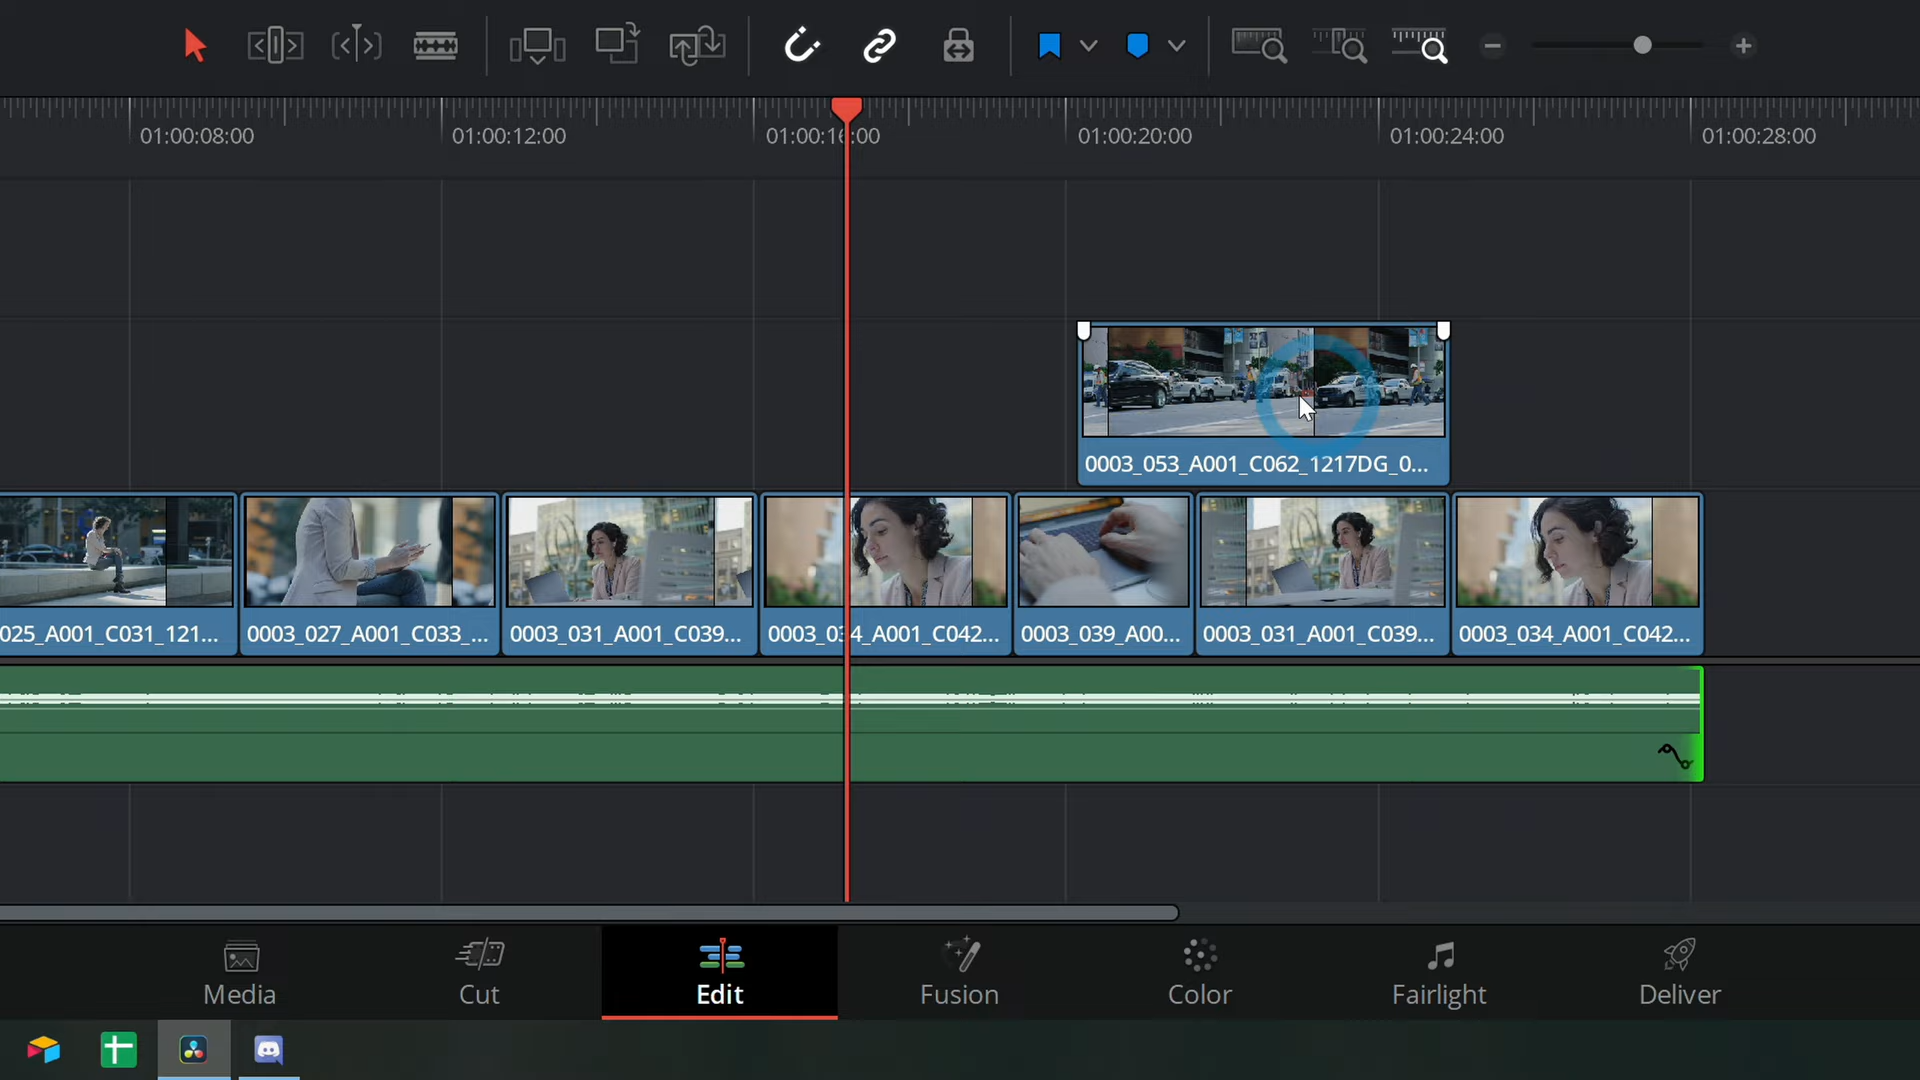 01:00:08:00 01:00:12:00 01:00:16:00 01:00:20:00 01:00:24:00 01:00:28:00
0003_053_A001_C062_1217DG_0...
025_A001_C031_121... 0003_027_A001_C033_... 0003_031_A001_C039... 0003_034_A001_C042... 0003_039_A00... 0003_031_A001_C039... 0003_034_A001_C042...
Media Cut Edit Fusion Color Fairlight Deliver